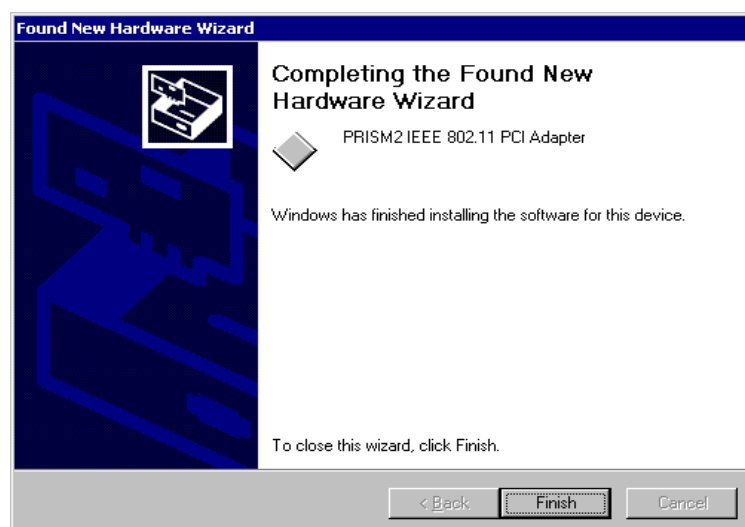 Found New Hardware Wizard
Completing the Found New
Hardware Wizard
PRISM2 IEEE 802.11 PCI Adapter
Windows has finished installing the software for this device.
To close this wizard, click Finish.
< Back
Finish
Cancel